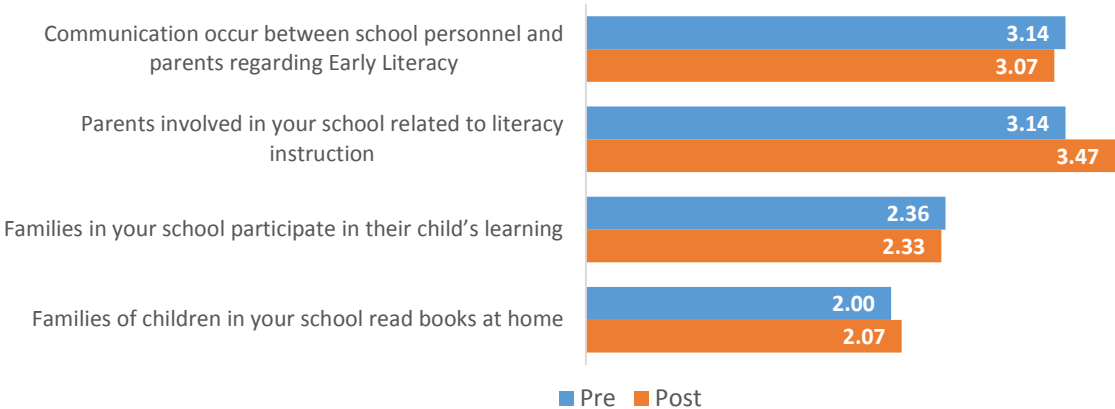 Communication occur between school personnel and
parents regarding Early Literacy
3.14
3.07
Parents involved in your school related to literacy
instruction
3.14
3.47
Families in your school participate in their child’s learning
2.36
2.33
Families of children in your school read books at home
2.00
2.07
Pre Post